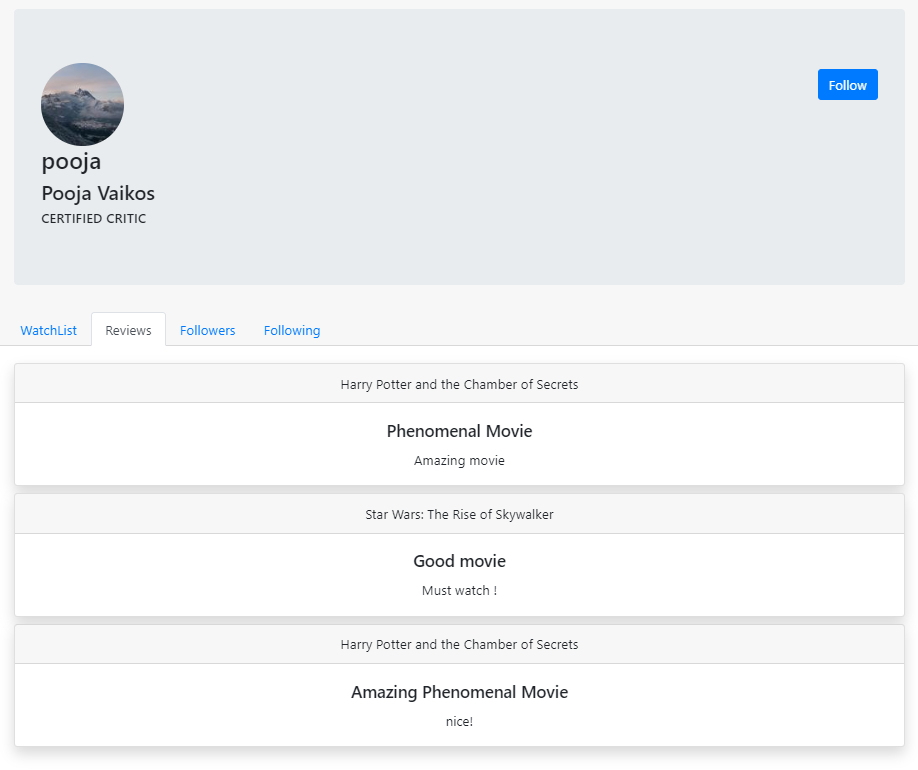 Follow
pooja
Pooja Vaikos
CERTIFIED CRITIC
WatchList Reviews Followers Following
Harry Potter and the Chamber of Secrets
Phenomenal Movie
Amazing movie
Star Wars: The Rise of Skywalker
Good movie
Must watch !
Harry Potter and the Chamber of Secrets
Amazing Phenomenal Movie
nice!